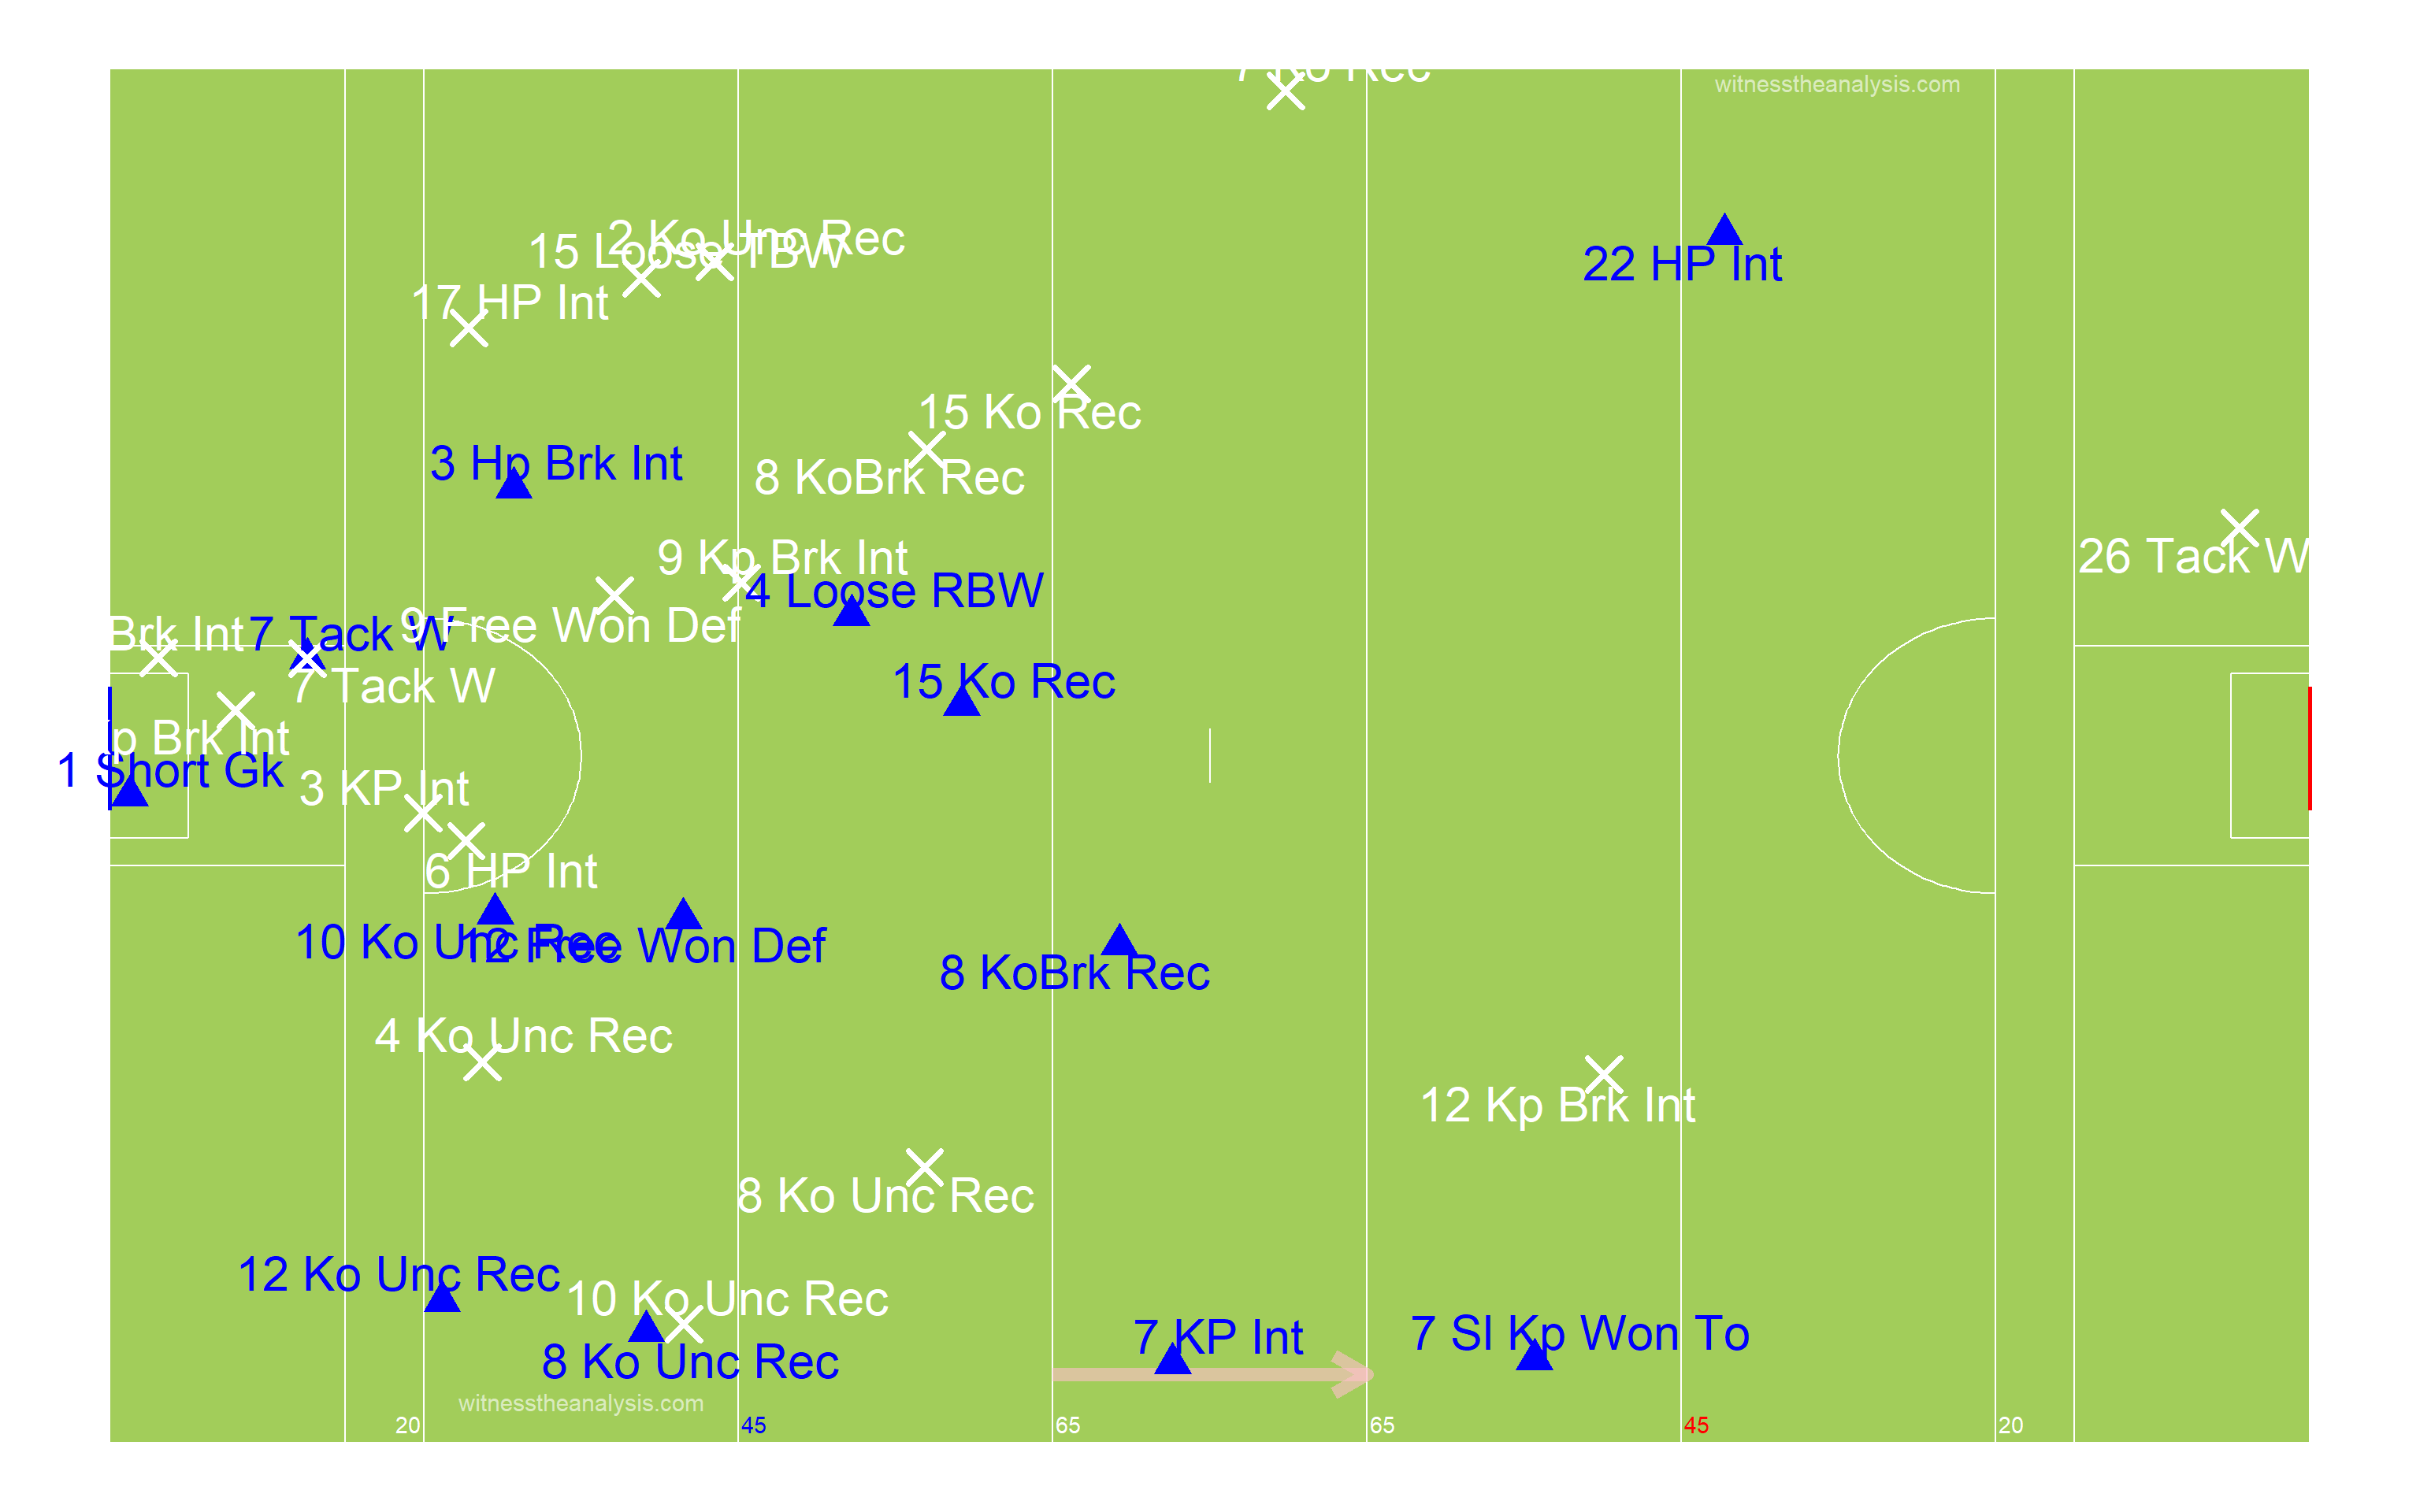 7 Ko Rec
witnesstheanalysis.com
2 Ko Unc Rec
15 Loose TBW
22 HP Int
17 HP Int
15 Ko Rec
3 Hp Brk Int
8 KoBrk Rec
9 Kp Brk Int
26 Tack W
4 Loose RBW
9 Free Won Def
Brk Int
7 Tack W
15 Ko Rec
7 Tack W
p Brk Int
1 Short Gk
3 KP Int
6 HP Int
10 Ko Unc Rec
12 Free Won Def
8 KoBrk Rec
4 Ko Unc Rec
12 Kp Brk Int
8 Ko Unc Rec
12 Ko Unc Rec
10 Ko Unc Rec
7 KP Int
7 Sl Kp Won To
8 Ko Unc Rec
witnesstheanalysis.com
20
45
65
65
45
20